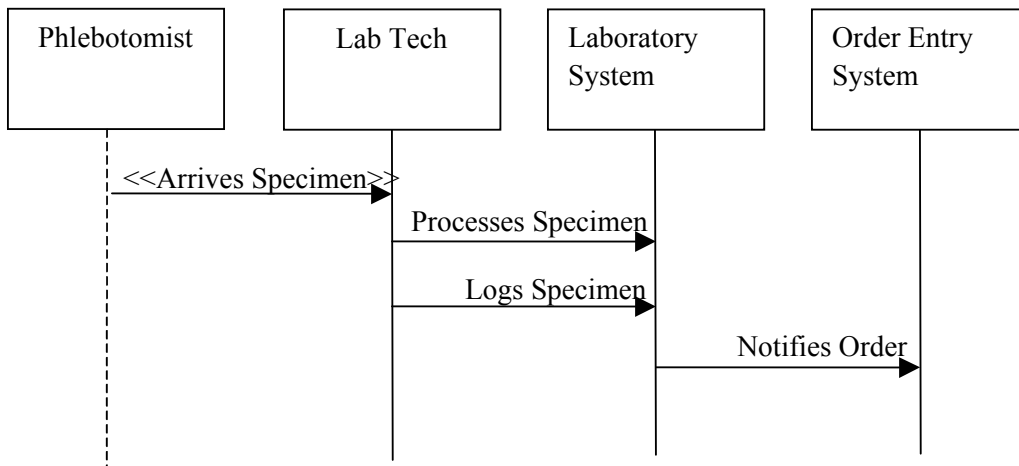 Phlebotomist
Lab Tech
Laboratory
System
Order Entry
System
<<Arrives Specimen>>
Processes Specimen
Logs Specimen
Notifies Order